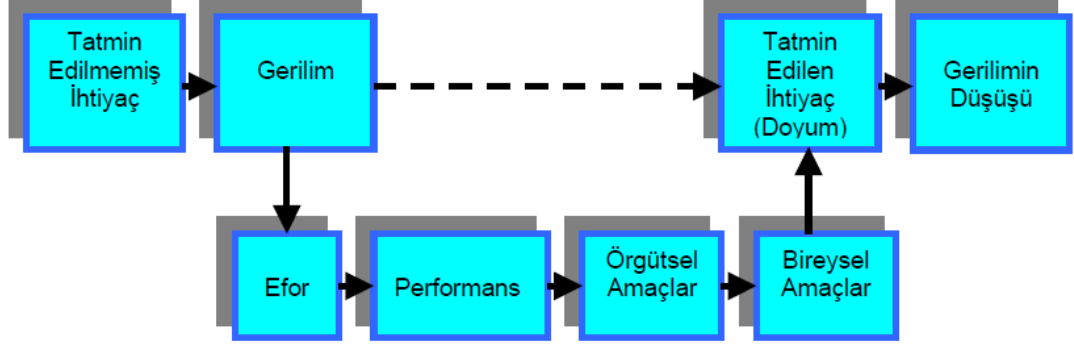 Tatmin
Edilmemiş
İhtiyaç
Gerilim
Tatmin
Edilen
İhtiyaç
(Doyum)
Gerilimin
Düşüşü
Efor
Performans
Örgütsel
Amaçlar
Bireysel
Amaçlar